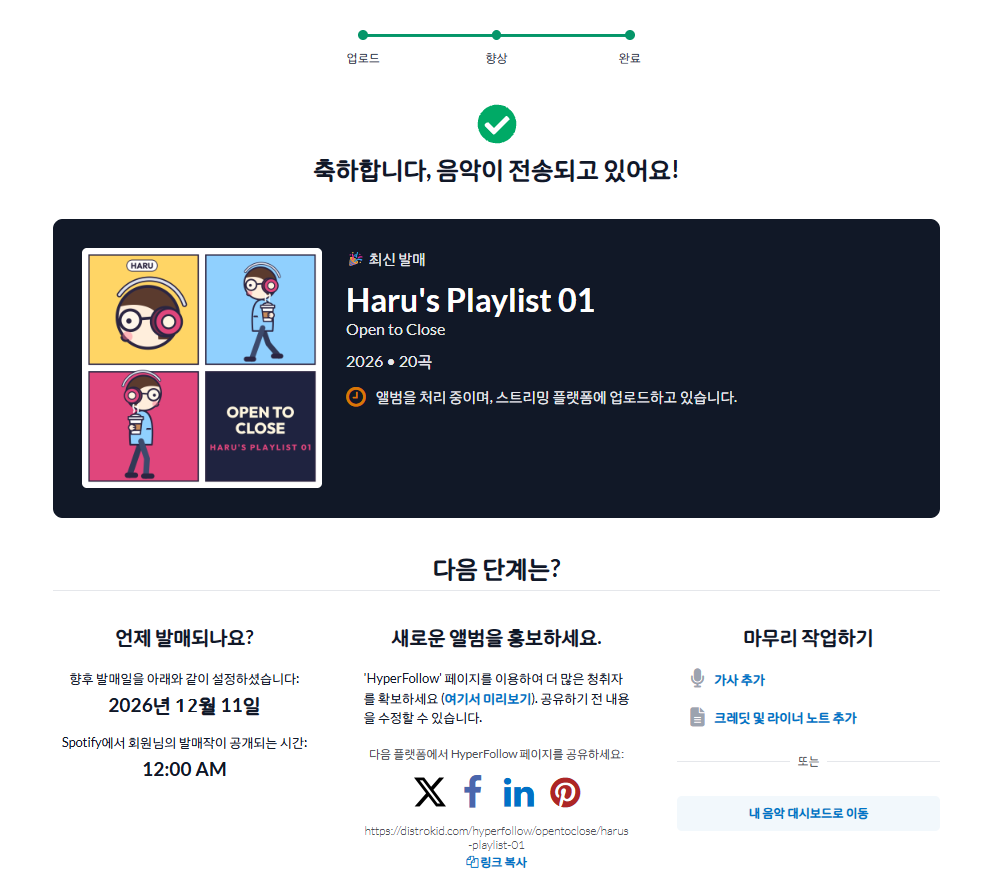 업로드
향상
완료
축하합니다, 음악이 전송되고 있어요!
HARU
OPEN TO
CLOSE
HARU'S PLAYLIST 01
최신 발매
Haru's Playlist 01
Open to Close
2026 • 20곡
앨범을 처리 중이며, 스트리밍 플랫폼에 업로드하고 있습니다.
다음 단계는?
언제 발매되나요?
향후 발매일을 아래와 같이 설정하셨습니다:
2026년 12월 11일
Spotify에서 회원님의 발매작이 공개되는 시간:
12:00 AM
새로운 앨범을 홍보하세요.
'HyperFollow' 페이지를 이용하여 더 많은 청취자
를 확보하세요 (여기서 미리보기). 공유하기 전 내용
을 수정할 수 있습니다.
다음 플랫폼에서 HyperFollow 페이지를 공유하세요:
https://distrokid.com/hyperfollow/opentoclose/harus
-playlist-01
링크 복사
마무리 작업하기
가사 추가
크레딧 및 라이너 노트 추가
또는
내 음악 대시보드로 이동